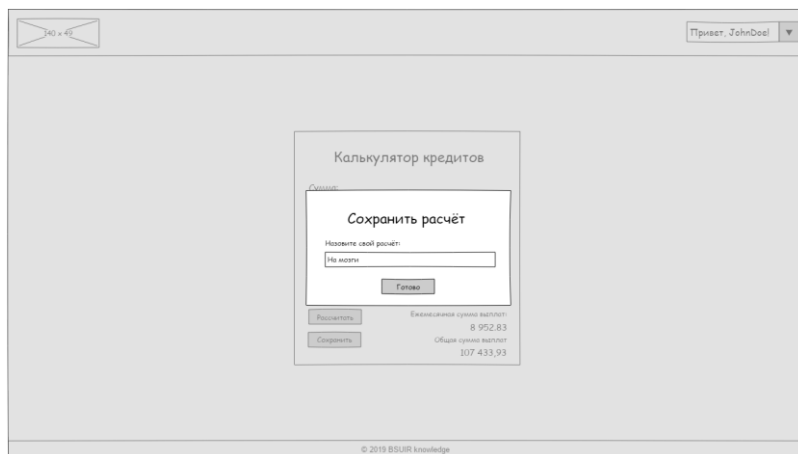 340 x 49
Привет, JohnDoe!
Калькулятор кредитов
Сумма:
Сохранить расчёт
Назовите свой расчёт:
На мозги
Готово
Рассчитать
Ежемесячная сумма выплат:
8 952.83
Сохранить
Общая сумма выплат
107 433,93
© 2019 BSUIR knowledge